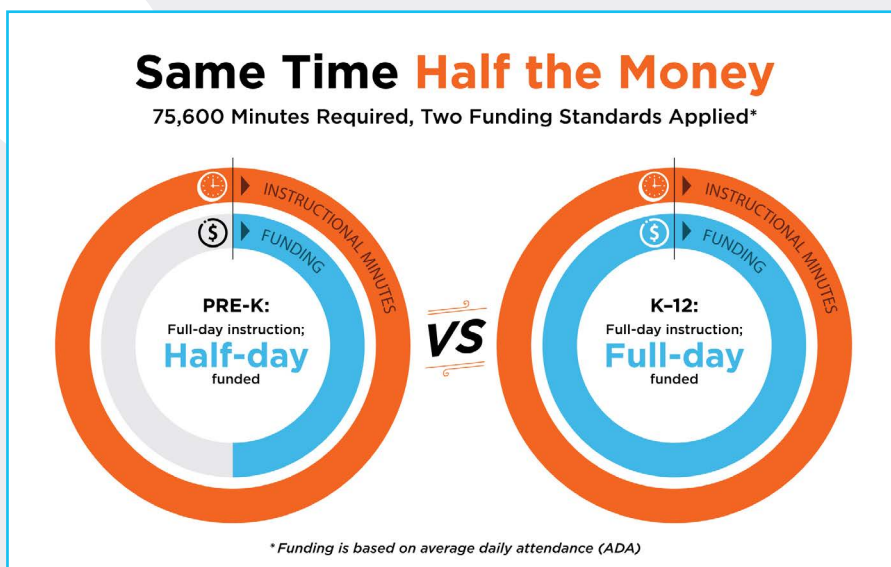 Same Time Half the Money
75,600 Minutes Required, Two Funding Standards Applied*
INSTRUCTIONAL MINUTES
$ FUNDING
PRE-K:
Full-day instruction;
Half-day
funded
VS
INSTRUCTIONAL MINUTES
$ FUNDING
K–12:
Full-day instruction;
Full-day
funded
*Funding is based on average daily attendance (ADA)